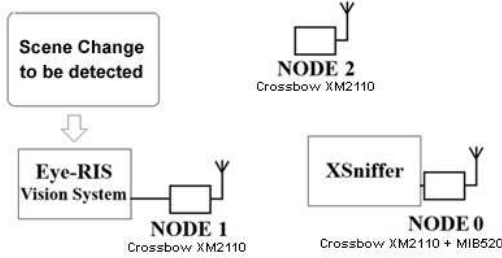 Scene Change
to be detected
NODE 2
Crossbow XM2110
Eye-RIS
Vision System
NODE 1
Crossbow XM2110
XSniffer
NODE 0
Crossbow XM2110 + MIB520